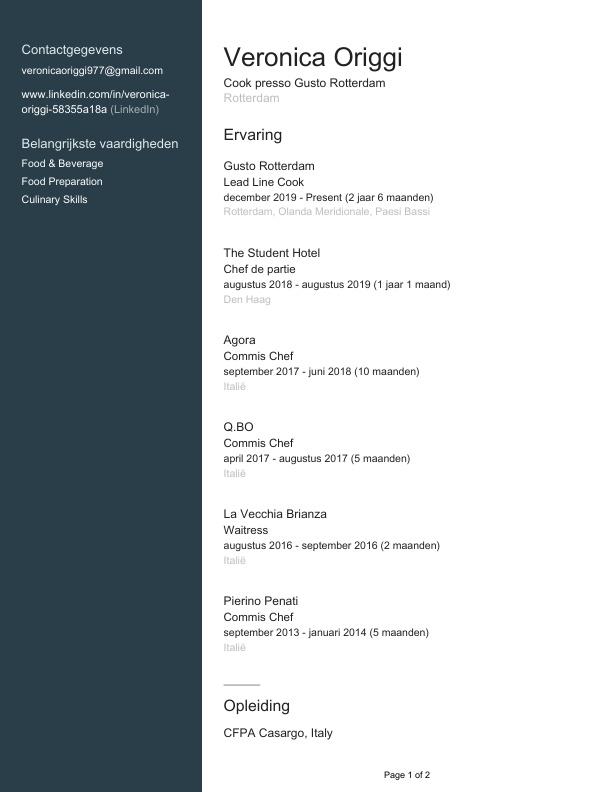 Contactgegevens
veronicaoriggi977@gmail.com
www.linkedin.com/in/veronica-
origgi-58355a18a (LinkedIn)
Belangrijkste vaardigheden
Food & Beverage
Food Preparation
Culinary Skills
Veronica Origgi
Cook presso Gusto Rotterdam
Rotterdam
Ervaring
Gusto Rotterdam
Lead Line Cook
december 2019 - Present (2 jaar 6 maanden)
Rotterdam, Olanda Meridionale, Paesi Bassi
The Student Hotel
Chef de partie
augustus 2018 - augustus 2019 (1 jaar 1 maand)
Den Haag
Agora
Commis Chef
september 2017 - juni 2018 (10 maanden)
Italië
Q.BO
Commis Chef
april 2017 - augustus 2017 (5 maanden)
Italië
La Vecchia Brianza
Waitress
augustus 2016 - september 2016 (2 maanden)
Italië
Pierino Penati
Commis Chef
september 2013 - januari 2014 (5 maanden)
Italië
Opleiding
CFPA Casargo, Italy
Page 1 of 2